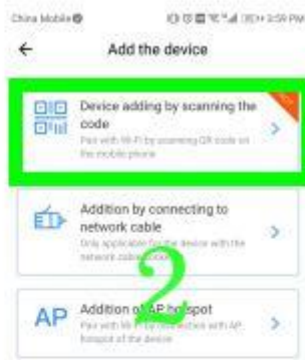 China Mobile
3:59 PM
Add the device
Device adding by scanning the
code
Pair with Wi-Fi by scanning QR code on
the mobile phone
Addition by connecting to
network cable
Only applicable for the device with the
network cable
2
AP
Addition of AP hotspot
Pair with Wi-Fi by connection with AP
hotspot of the device